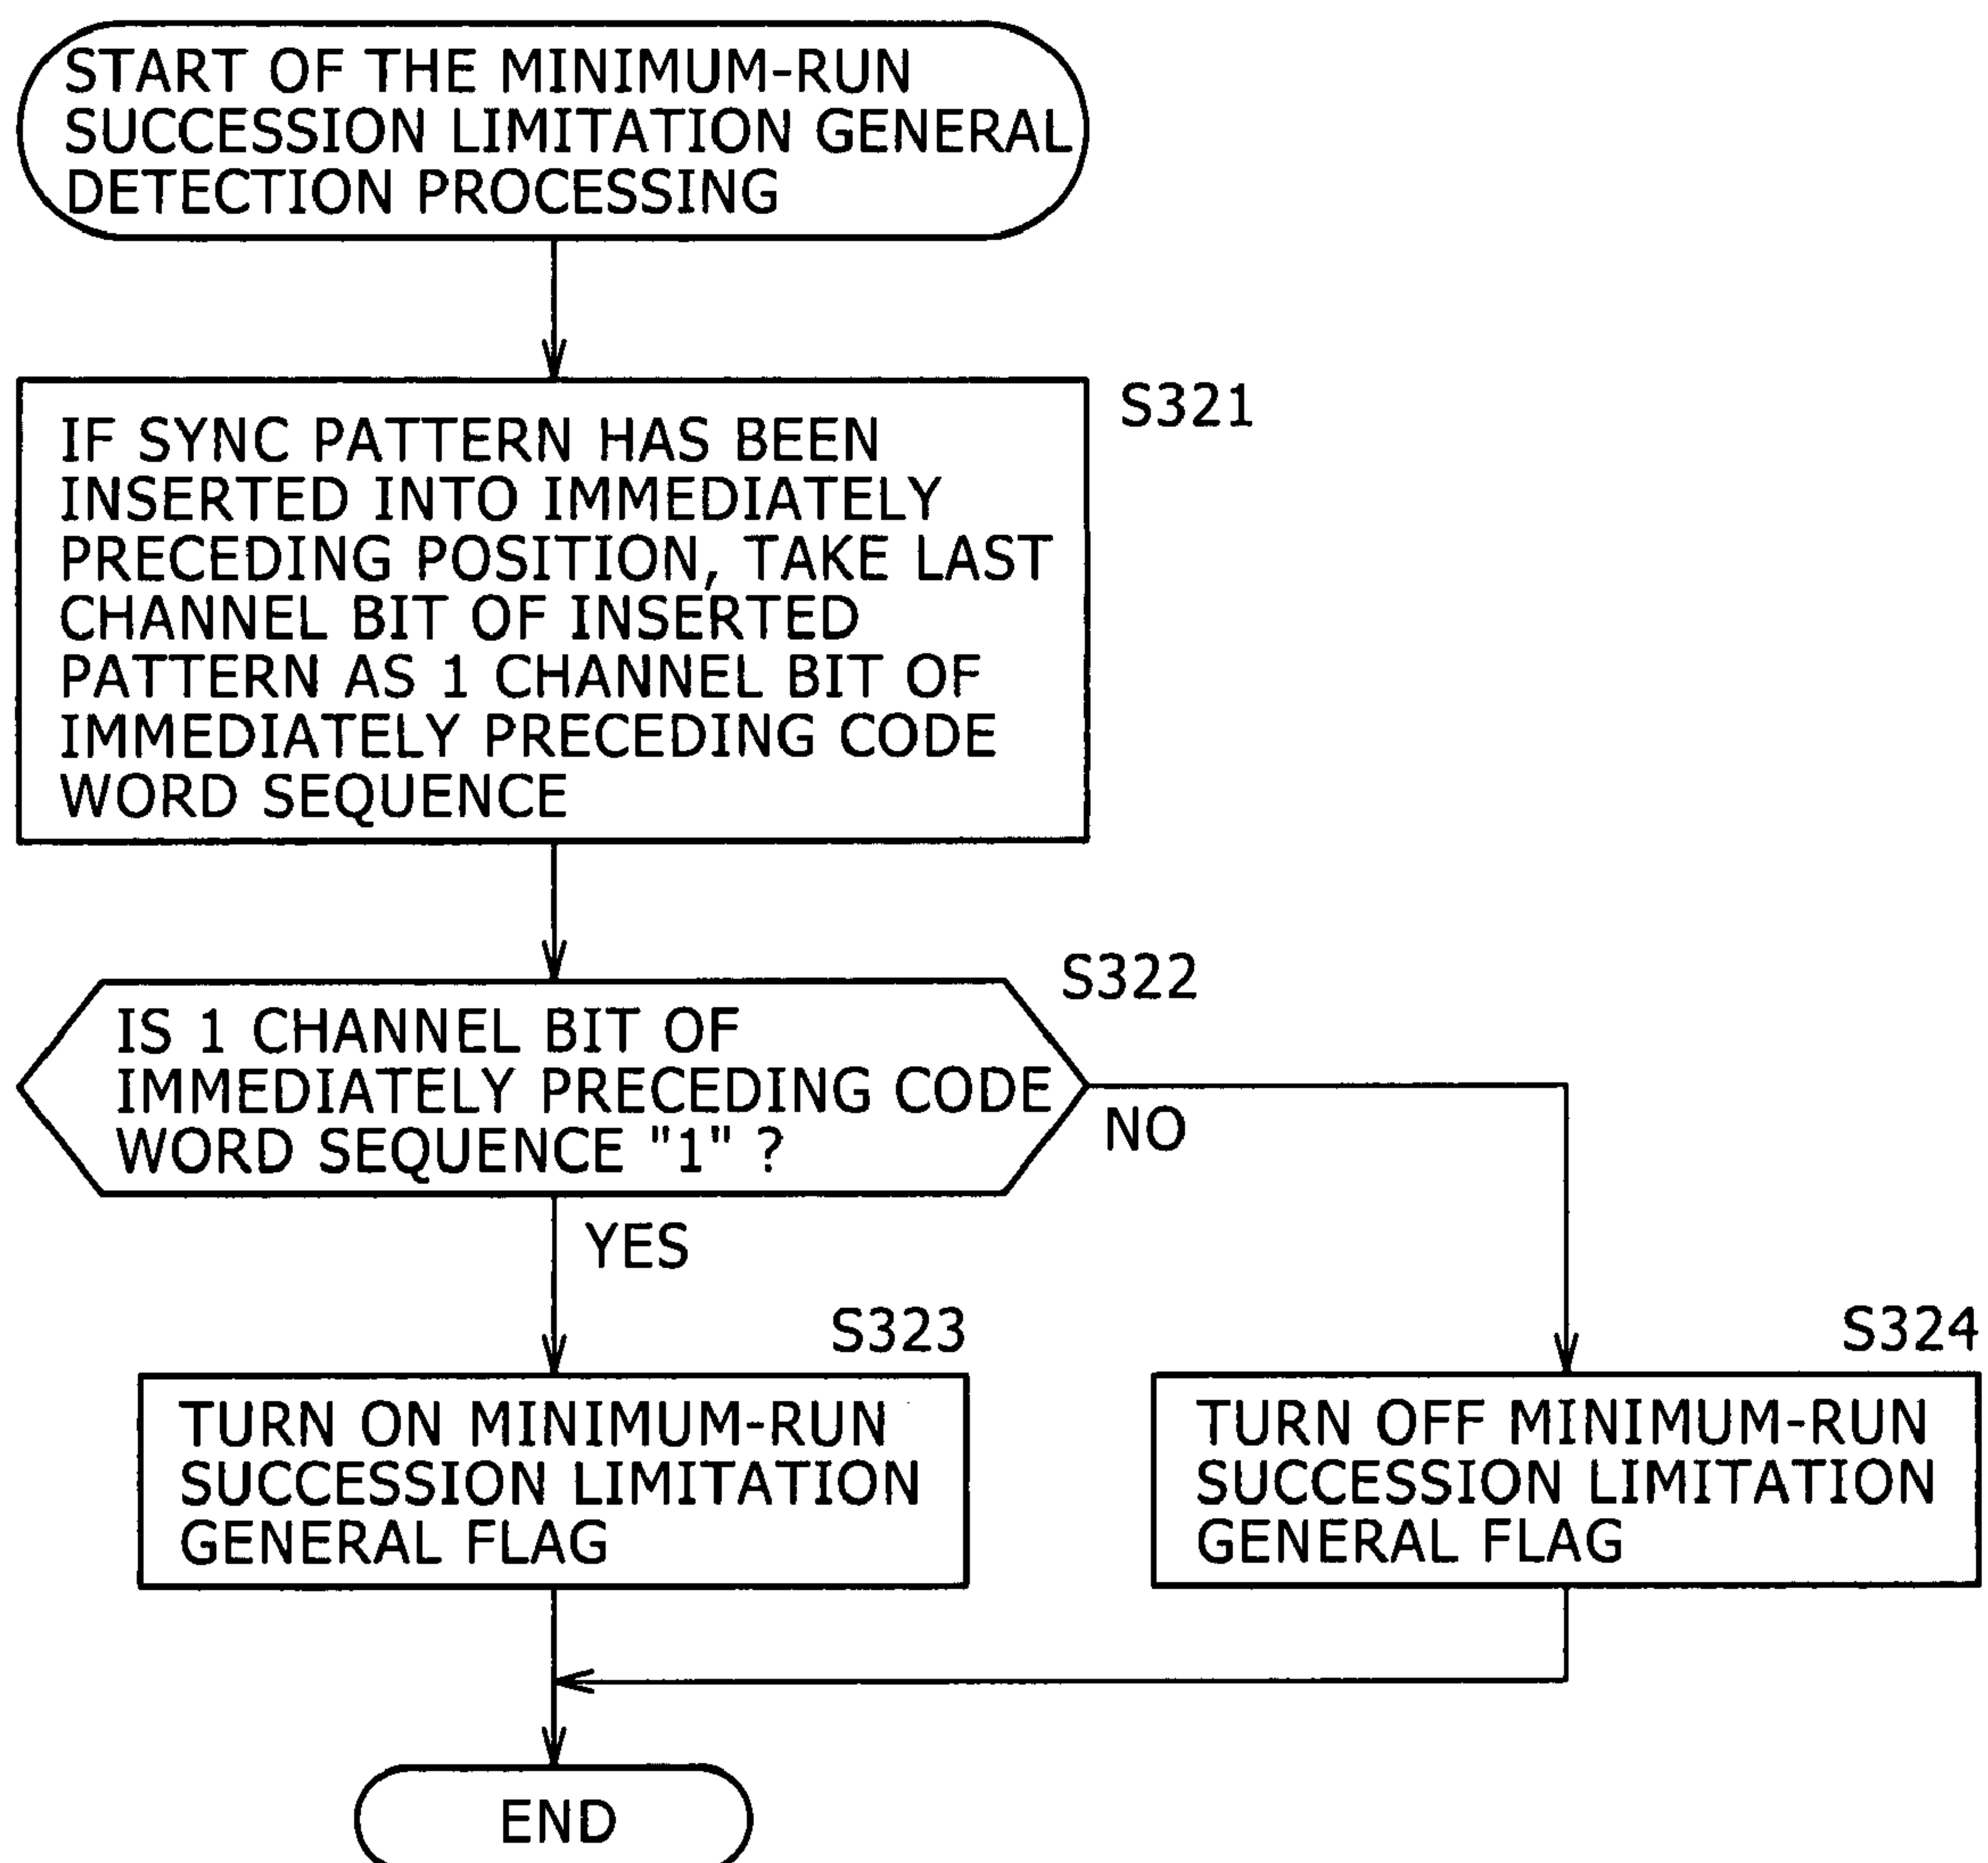 START OF THE MINIMUM-RUN
SUCCESSION LIMITATION GENERAL
DETECTION PROCESSING
S321
IF SYNC PATTERN HAS BEEN
INSERTED INTO IMMEDIATELY
PRECEDING POSITION, TAKE LAST
CHANNEL BIT OF INSERTED
PATTERN AS 1 CHANNEL BIT OF
IMMEDIATELY PRECEDING CODE
WORD SEQUENCE
S322
IS 1 CHANNEL BIT OF
IMMEDIATELY PRECEDING CODE
WORD SEQUENCE "1" ?
NO
YES
S323
TURN ON MINIMUM-RUN
SUCCESSION LIMITATION
GENERAL FLAG
S324
TURN OFF MINIMUM-RUN
SUCCESSION LIMITATION
GENERAL FLAG
END